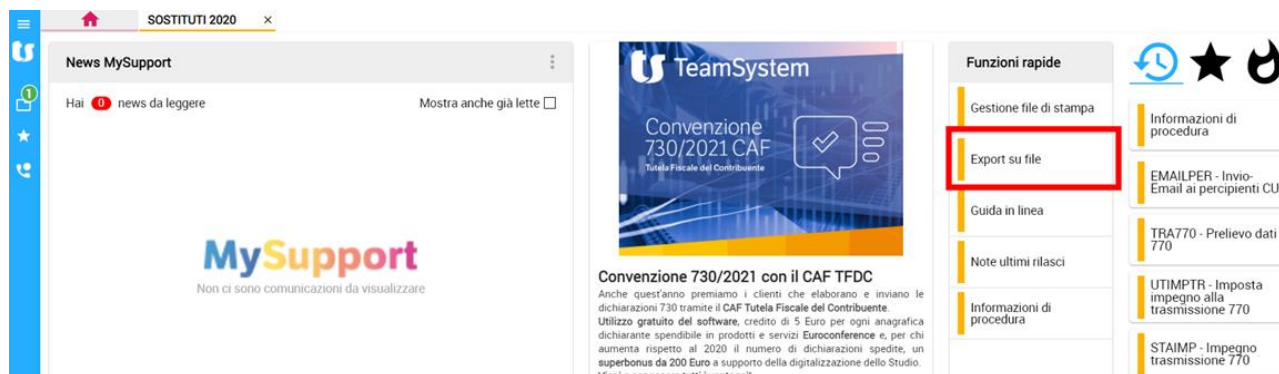 SOSTITUTI 2020 ×
ts
1
News MySupport
Hai 0 news da leggere
Mostra anche già lette
MySupport
Non ci sono comunicazioni da visualizzare
ts TeamSystem
Convenzione
730/2021 CAF
Tutela Fiscale del Contribuente
Convenzione 730/2021 con il CAF TFDC
Anche quest'anno premiamo i clienti che elaborano e inviano le
dichiarazioni 730 tramite il CAF Tutela Fiscale del Contribuente.
Utilizzo gratuito del software, credito di 5 Euro per ogni anagrafica
dichiarante spendibile in prodotti e servizi Euroconference e, per chi
aumenta rispetto al 2020 il numero di dichiarazioni spedite, un
superbonus da 200 Euro a supporto della digitalizzazione dello Studio.
Funzioni rapide
Gestione file di stampa
Export su file
Guida in linea
Note ultimi rilasci
Informazioni di
procedura
Informazioni di
procedura
EMAILPER - Invio-
Email ai percipienti CU
TRA770 - Prelievo dati
770
UTIMPTR - Imposta
impegno alla
trasmissione 770
STAIMP - Impegno
trasmissione 770